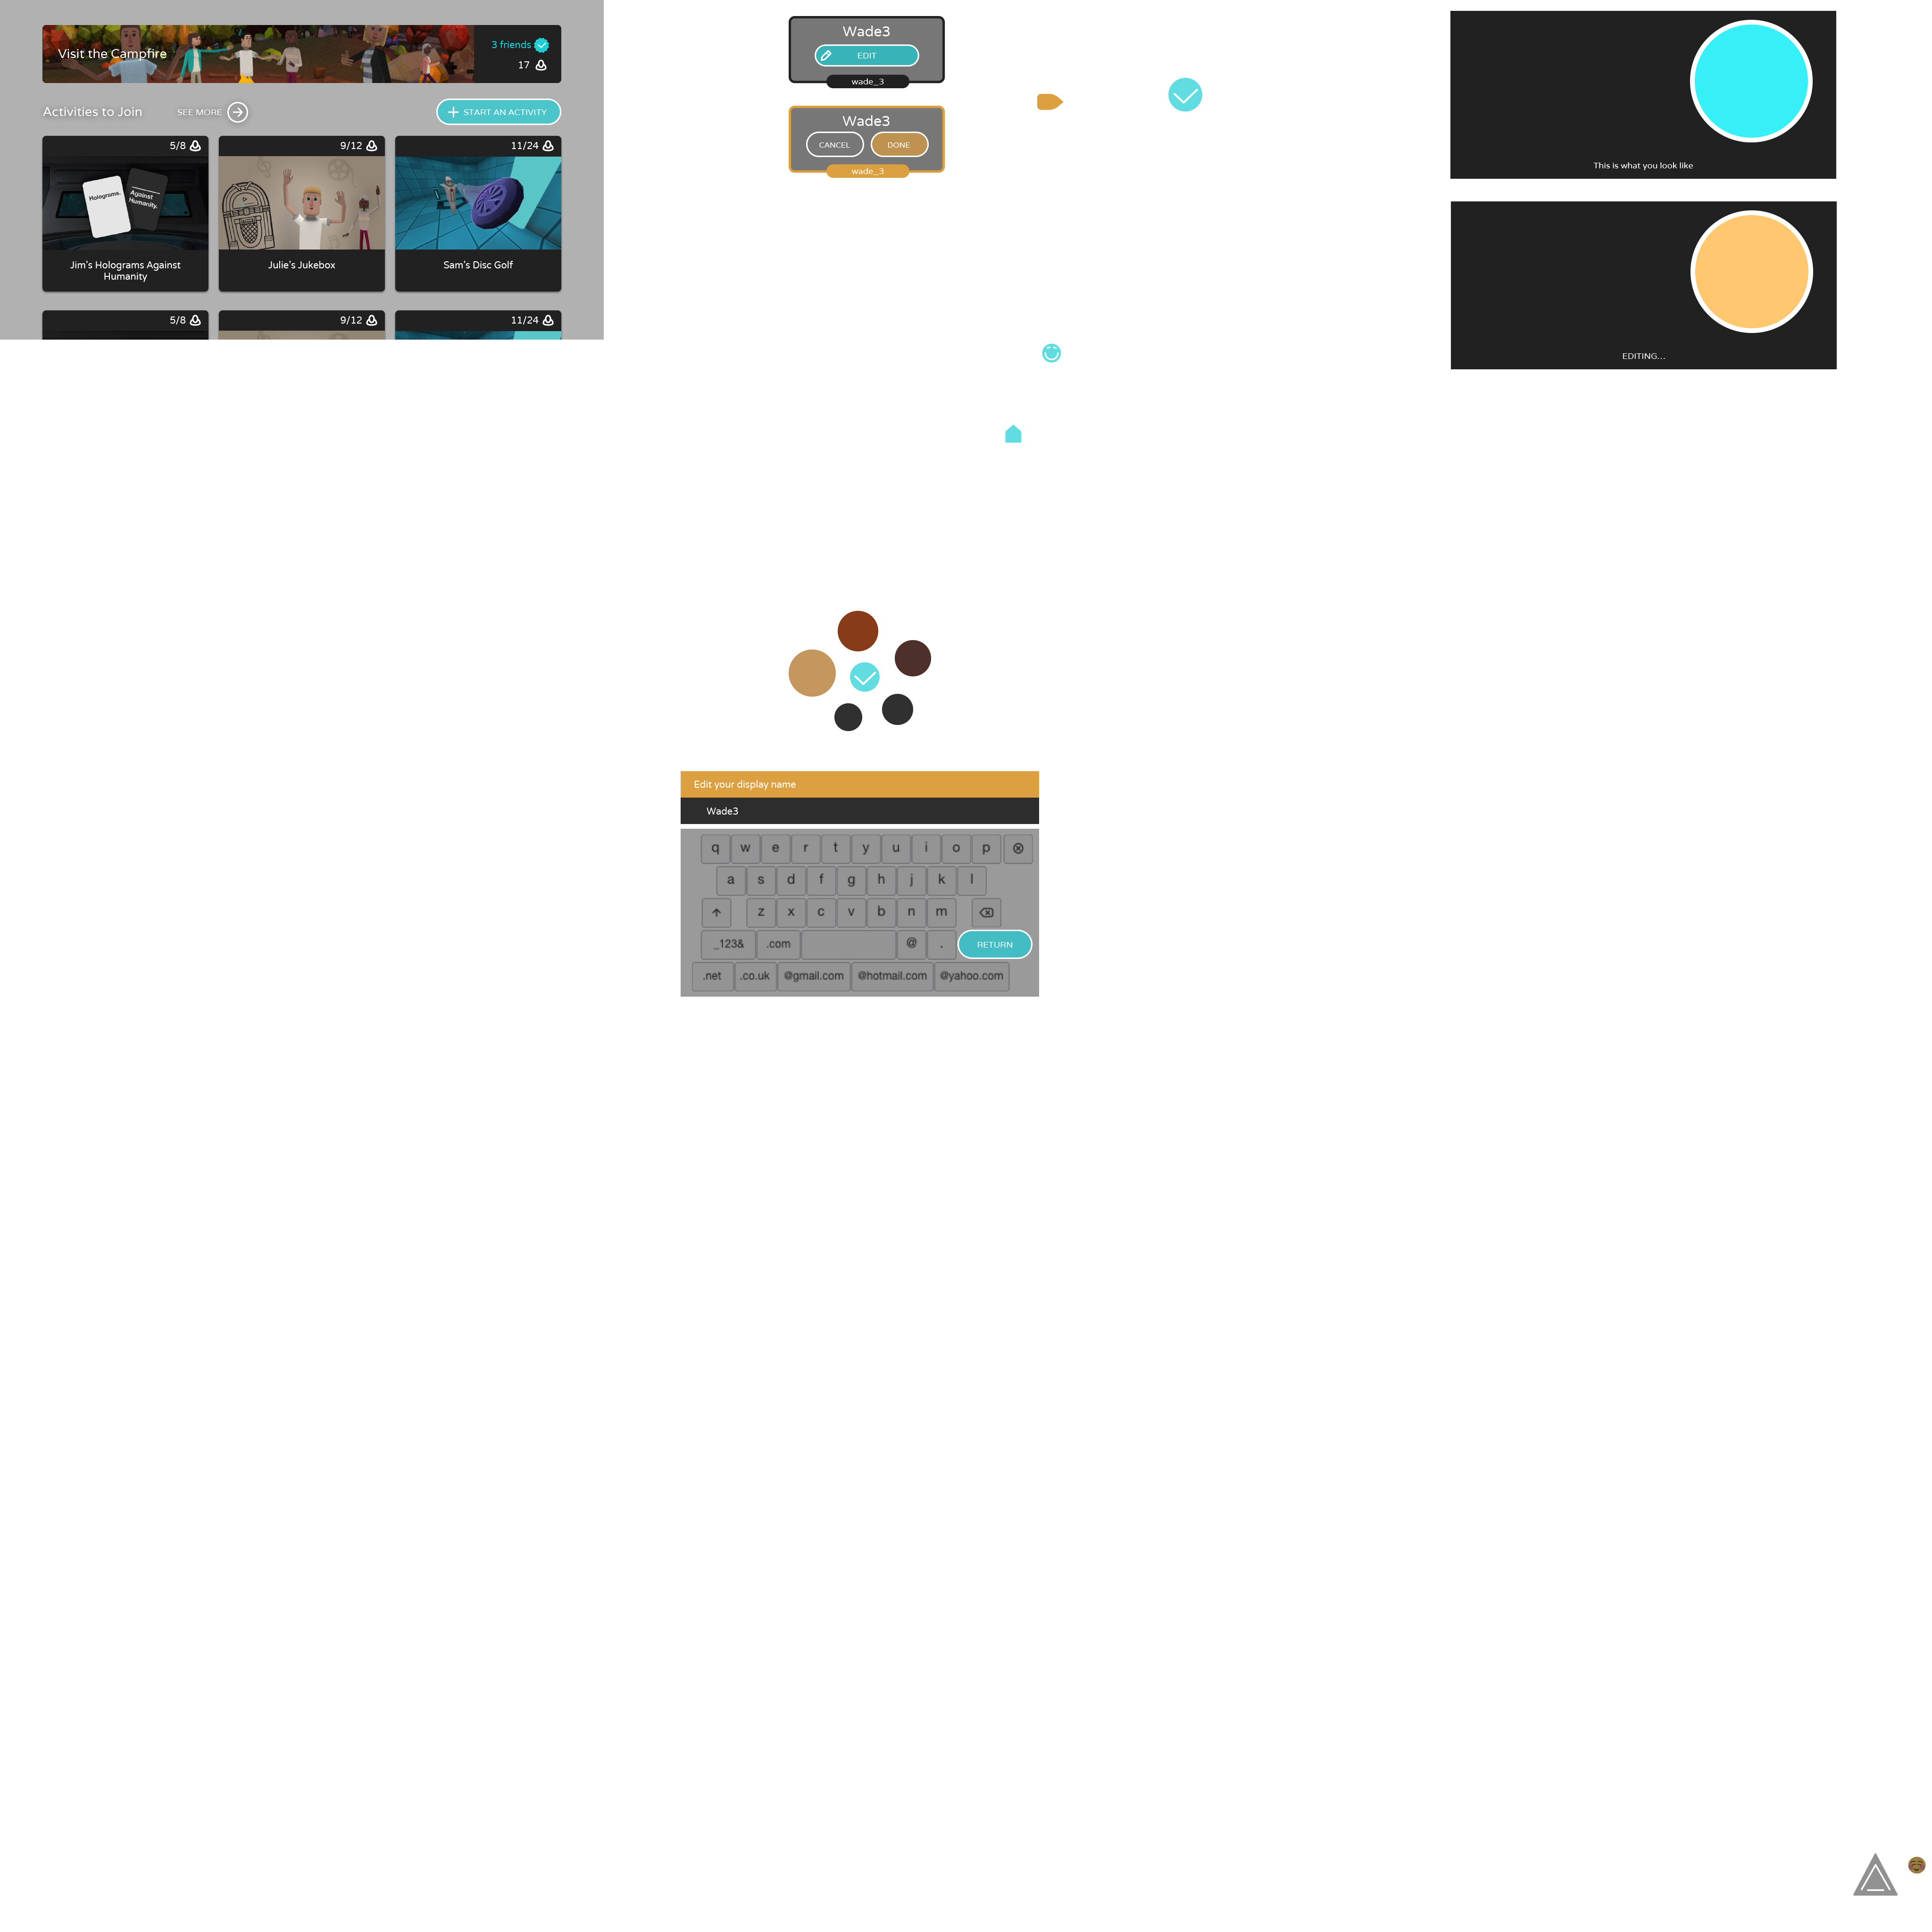 Visit the Campfire
3 friends
17
Activities to Join
SEE MORE
START AN ACTIVITY
5/8
9/12
11/24
Holograms.
Against
Humanity.
Jim's Holograms Against
Humanity
Julie's Jukebox
Sam's Disc Golf
5/8
9/12
11/24
Wade3
EDIT
wade_3
Wade3
CANCEL
DONE
wade_3
This is what you look like
EDITING...
Edit your display name
Wade3
q w e r t y u i o p
a s d f g h j k l
z x c v b n m
_123& .com @ . RETURN
.net .co.uk @gmail.com @hotmail.com @yahoo.com